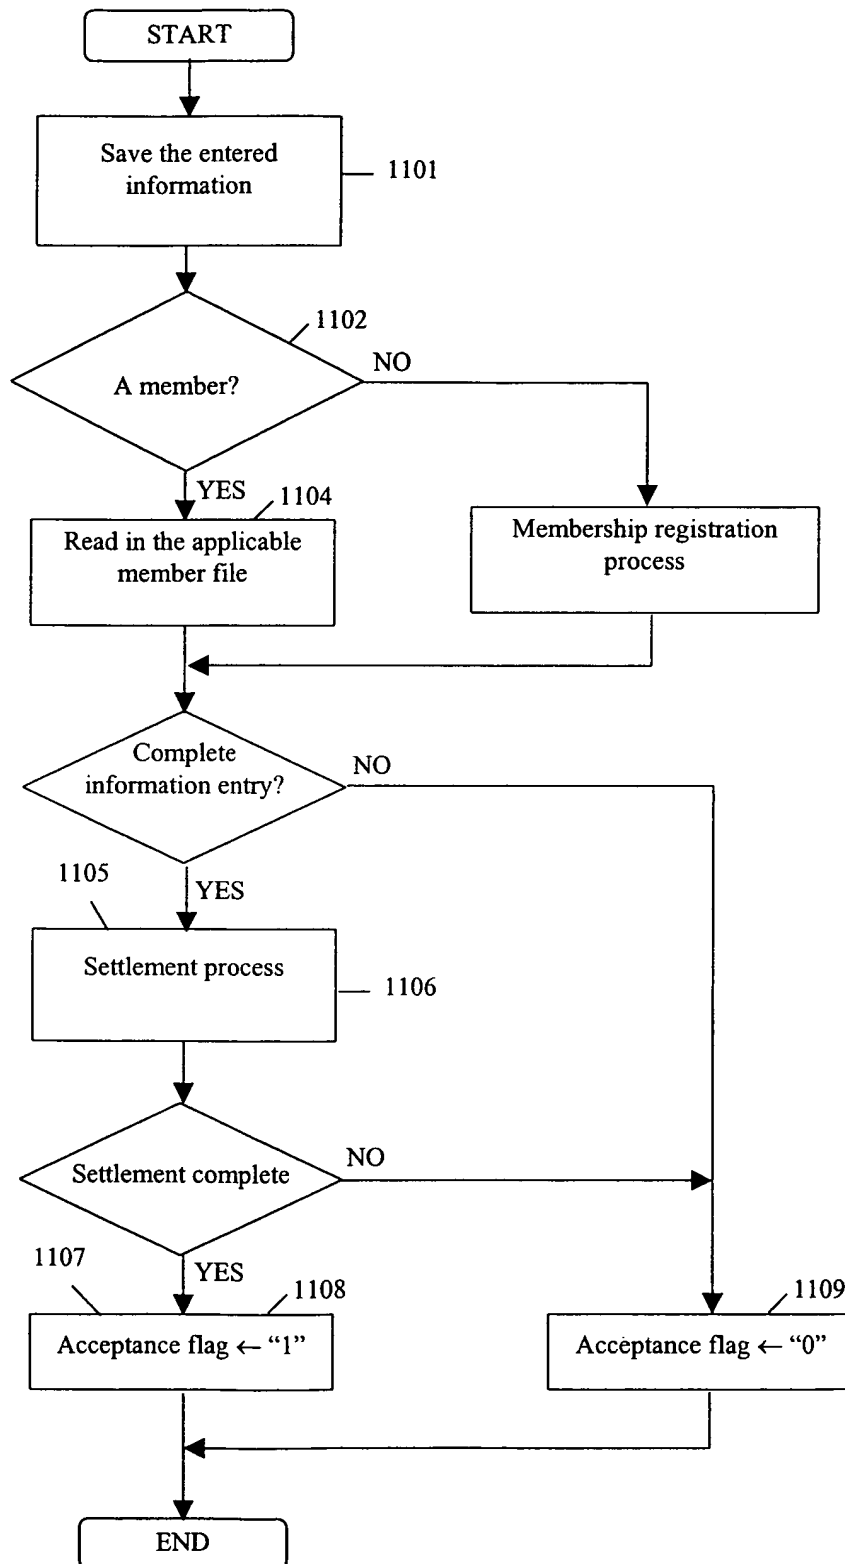 START
Save the entered
information
1101
1102
A member?
NO
YES
1104
Read in the applicable
member file
Membership registration
process
Complete
information entry?
NO
YES
1105
Settlement process
1106
Settlement complete
NO
YES
1107
1108
1109
Acceptance flag ← “1”
Acceptance flag ← “0”
END